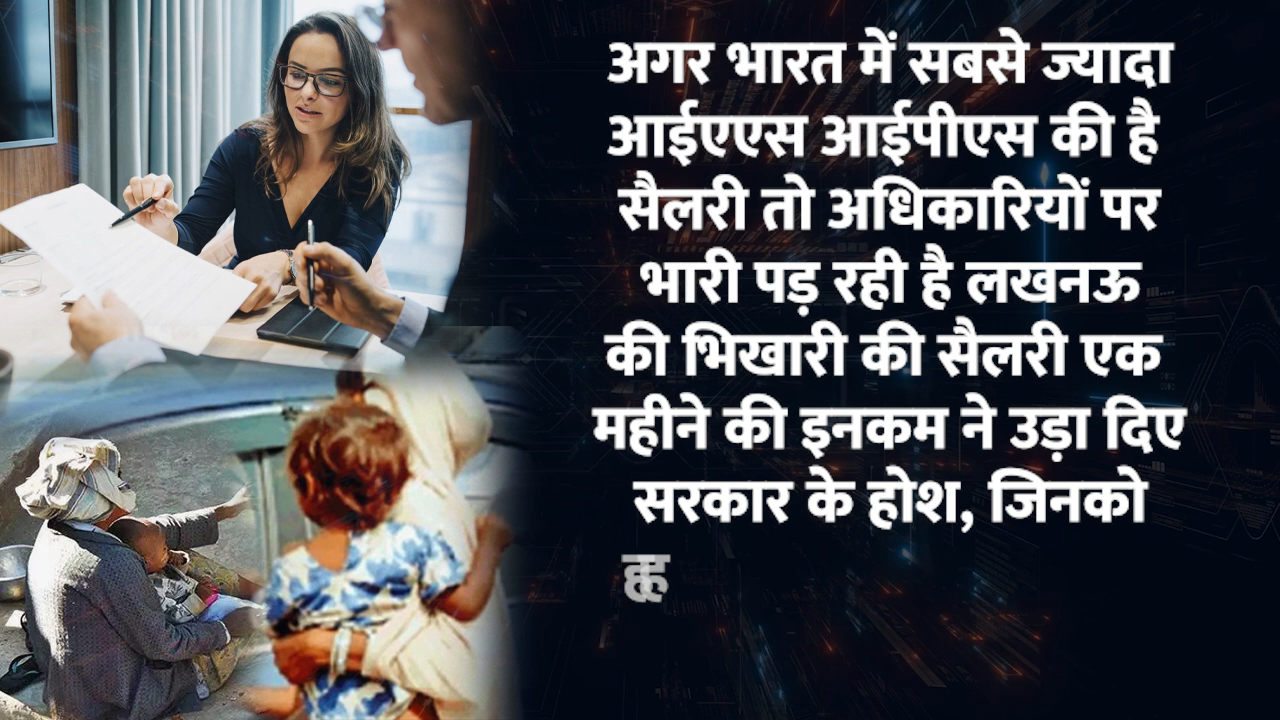 अगर भारत में सबसे ज्यादा
आईएएस आईपीएस की है
सैलरी तो अधिकारियों पर
भारी पड़ रही है लखनऊ
की भिखारी की सैलरी एक
महीने की इनकम ने उड़ा दिए
सरकार के होश, जिनको